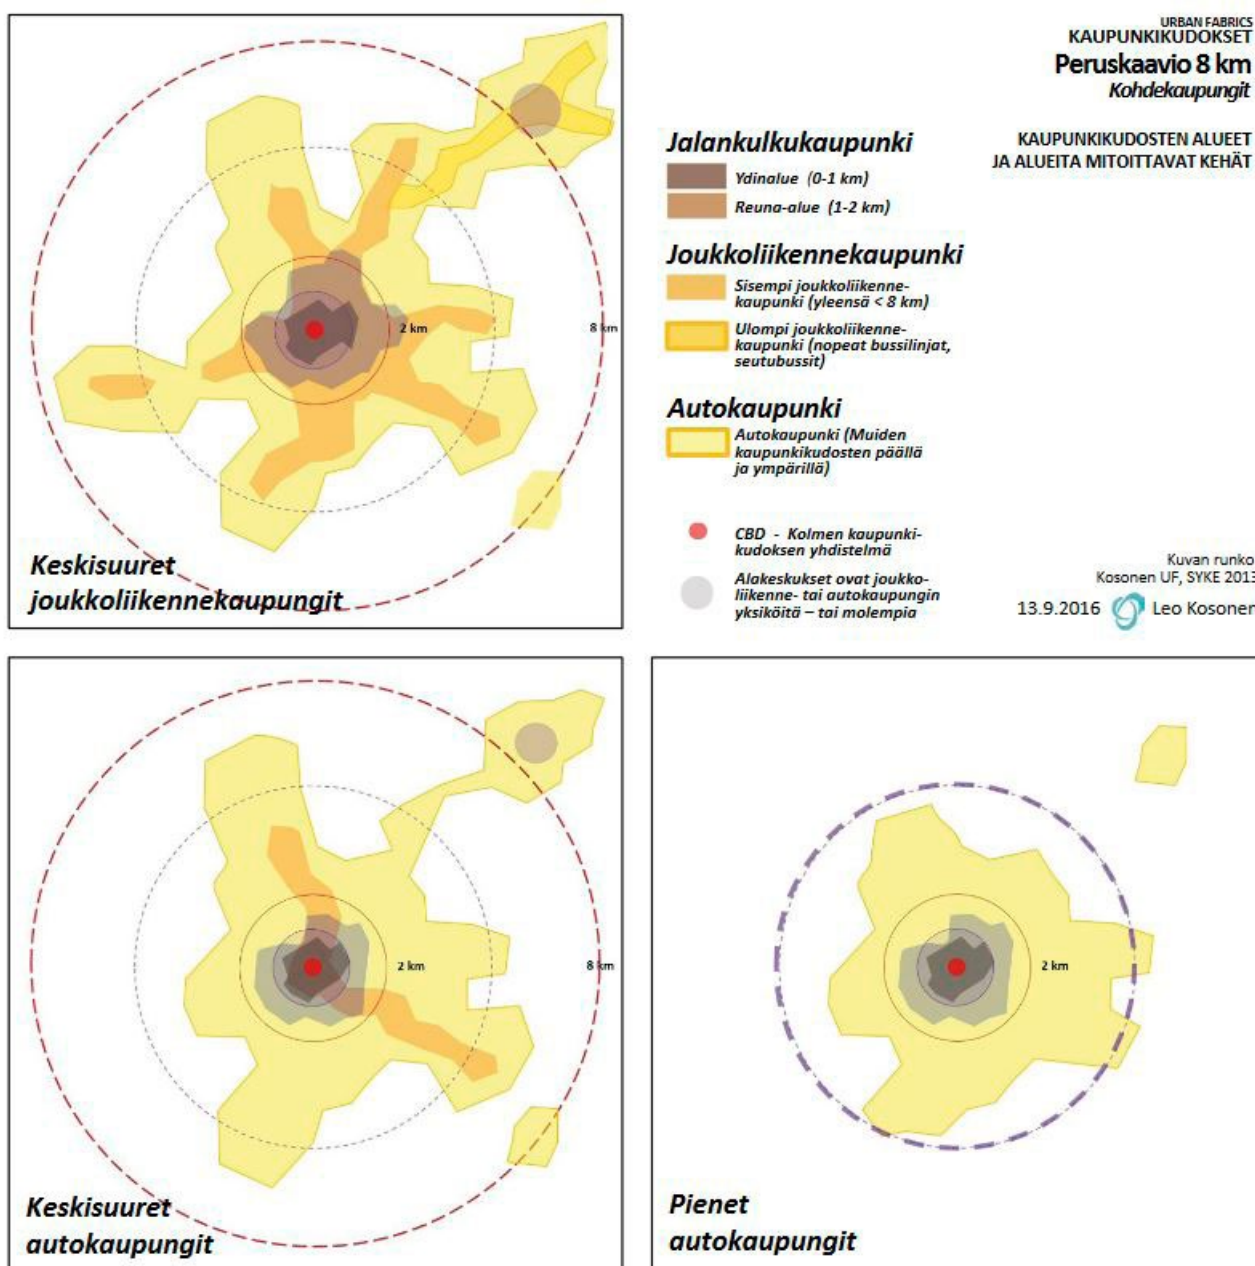 URBAN FABRICS
KAUPUNKIKUDOKSET
Peruskaavio 8 km
Kohdekaupungit
KAUPUNKIKUDOSTEN ALUEET
JA ALUEITA MITOITTAVAT KEHÄT
Jalankulkukaupunki
Ydinalue (0-1 km)
Reuna-alue (1-2 km)
Joukkoliikennekaupunki
Sisempi joukkoliikenne-
kaupunki (yleensä < 8 km)
Ulompi joukkoliikenne-
kaupunki (nopeat bussilinjat,
seutubussit)
Autokaupunki
Autokaupunki (Muiden
kaupunkikudosten päällä
ja ympärillä)
CBD - Kolmen kaupunki-
kudoksen yhdistelmä
Alakeskukset ovat joukko-
liikenne- tai autokaupungin
yksiköitä – tai molempia
Kuvan runko
Kosonen UF, SYKE 2013
13.9.2016 Leo Kosonen
2 km
8 km
Keskisuuret
joukkoliikennekaupungit
2 km
8 km
Keskisuuret
autokaupungit
2 km
Pienet
autokaupungit